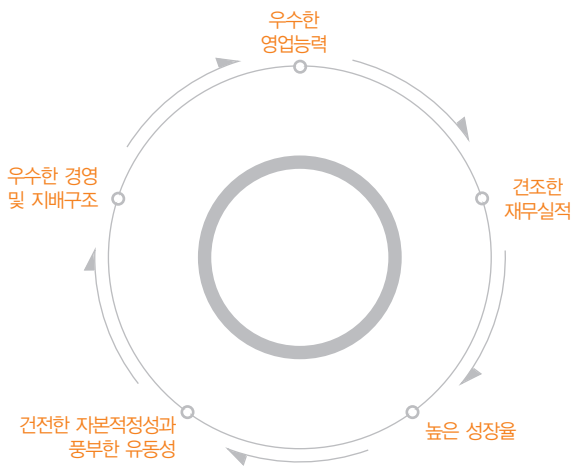 우수한
영업능력
견조한
재무실적
높은 성장율
건전한 자본적정성과
풍부한 유동성
우수한 경영
및 지배구조